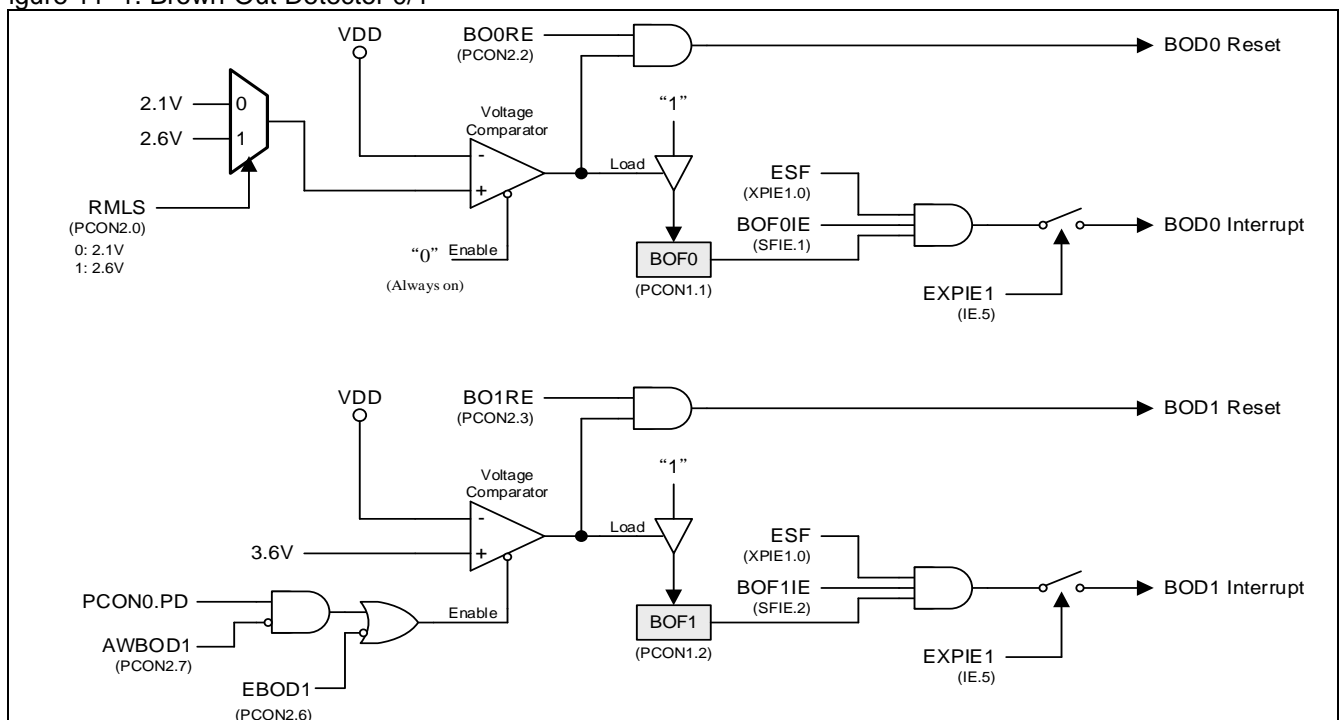 igure 11–1. Brown Out Detector 0/1
VDD
BO0RE
(PCON2.2)
BOD0 Reset
2.1V
0
2.6V
1
Voltage
Comparator
“1”
-
+
Load
RMLS
(PCON2.0)
0: 2.1V
1: 2.6V
“0”
Enable
(Always on)
BOF0
(PCON1.1)
ESF
(XPIE1.0)
BOF0IE
(SFIE.1)
BOD0 Interrupt
EXPIE1
(IE.5)
VDD
BO1RE
(PCON2.3)
BOD1 Reset
Voltage
Comparator
“1”
-
+
Load
3.6V
PCON0.PD
AWBOD1
(PCON2.7)
Enable
EBOD1
(PCON2.6)
BOF1
(PCON1.2)
ESF
(XPIE1.0)
BOF1IE
(SFIE.2)
BOD1 Interrupt
EXPIE1
(IE.5)